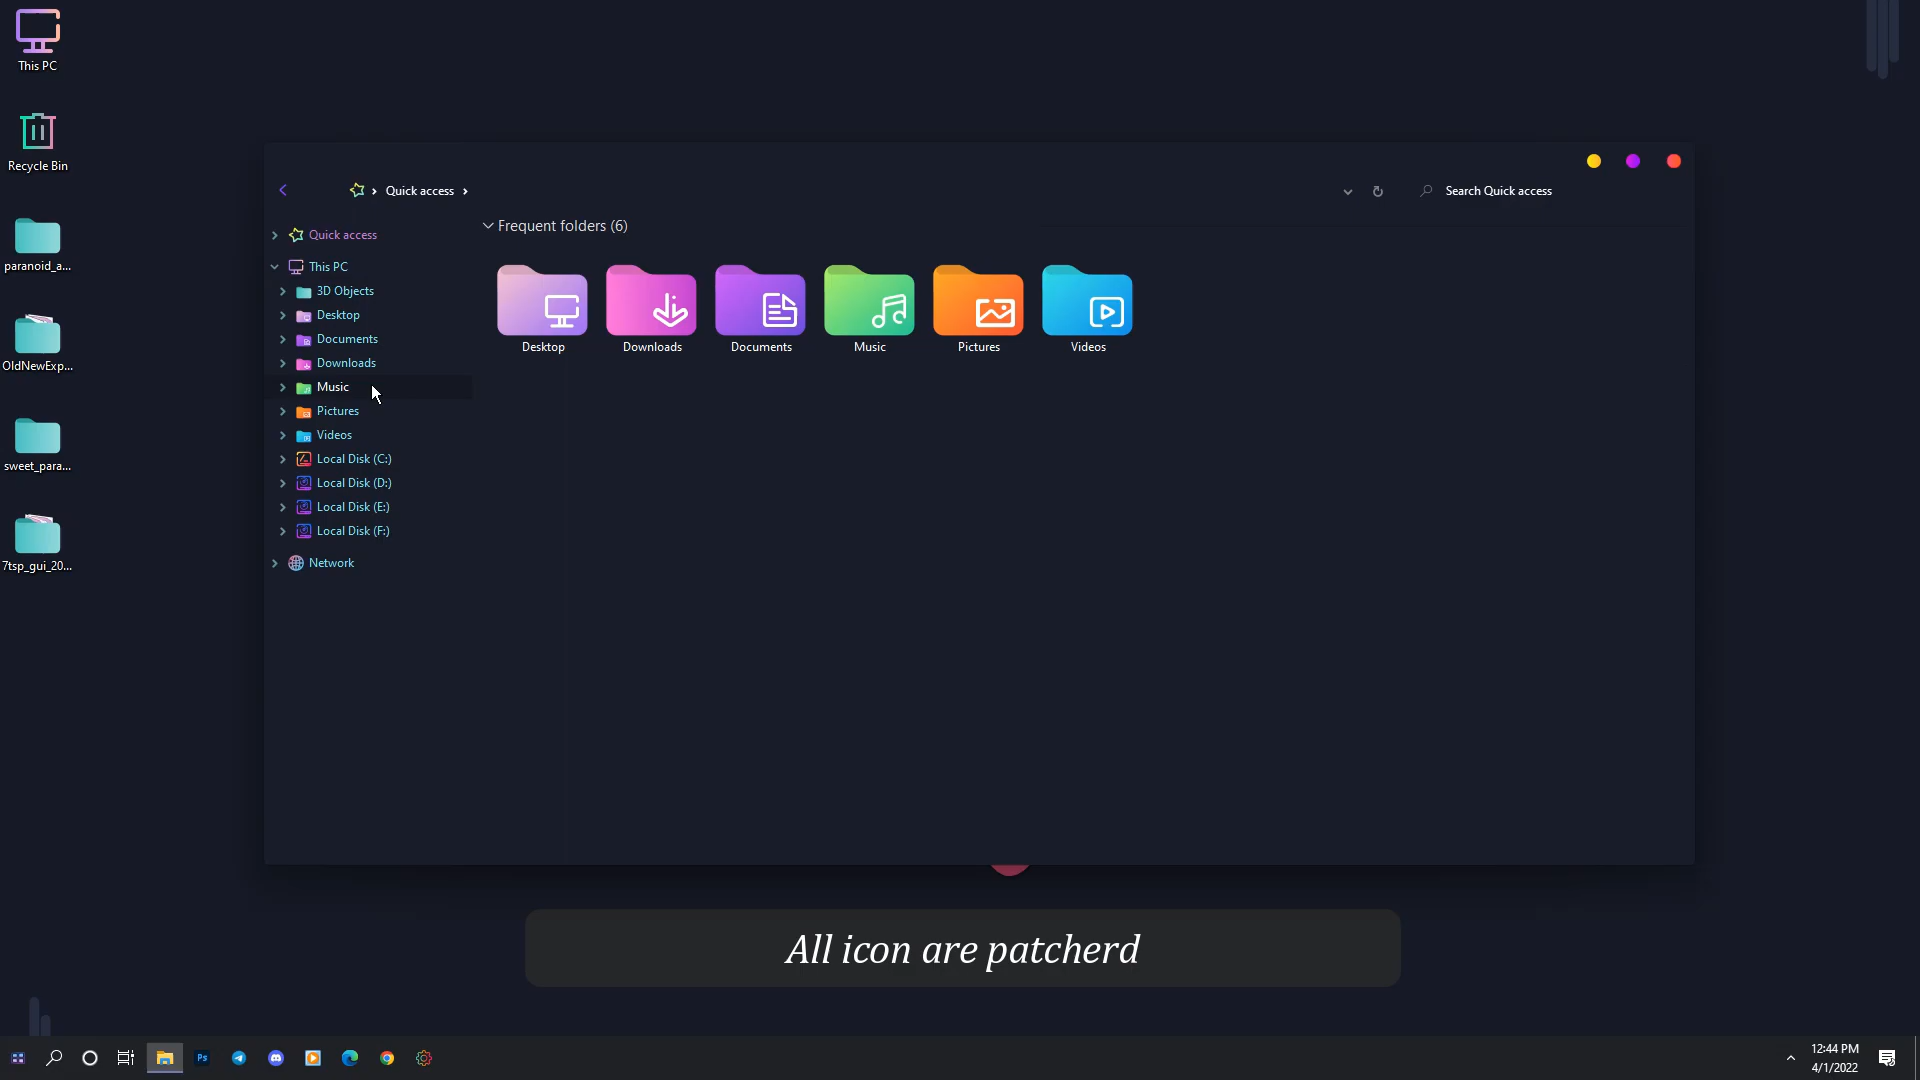 This PC
Recycle Bin
paranoid_a...
OldNewExp...
sweet_para...
7tsp_gui_20...
Quick access
Search Quick access
Quick access
This PC
3D Objects
Desktop
Documents
Downloads
Music
Pictures
Videos
Local Disk (C:)
Local Disk (D:)
Local Disk (E:)
Local Disk (F:)
Network
Frequent folders (6)
Desktop Downloads Documents Music Pictures Videos
All icon are patcherd
Ps
12:44 PM
4/1/2022